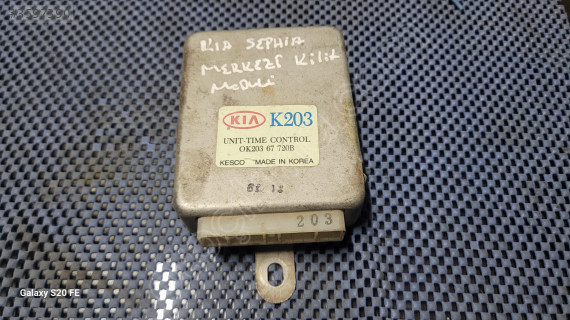 KIA SEPHIA
MERKEZİ Kilit
Modül
KIA K203
UNIT-TIME CONTROL
OK203 67 720B
KESCO MADE IN KOREA
203
Galaxy S20 FE